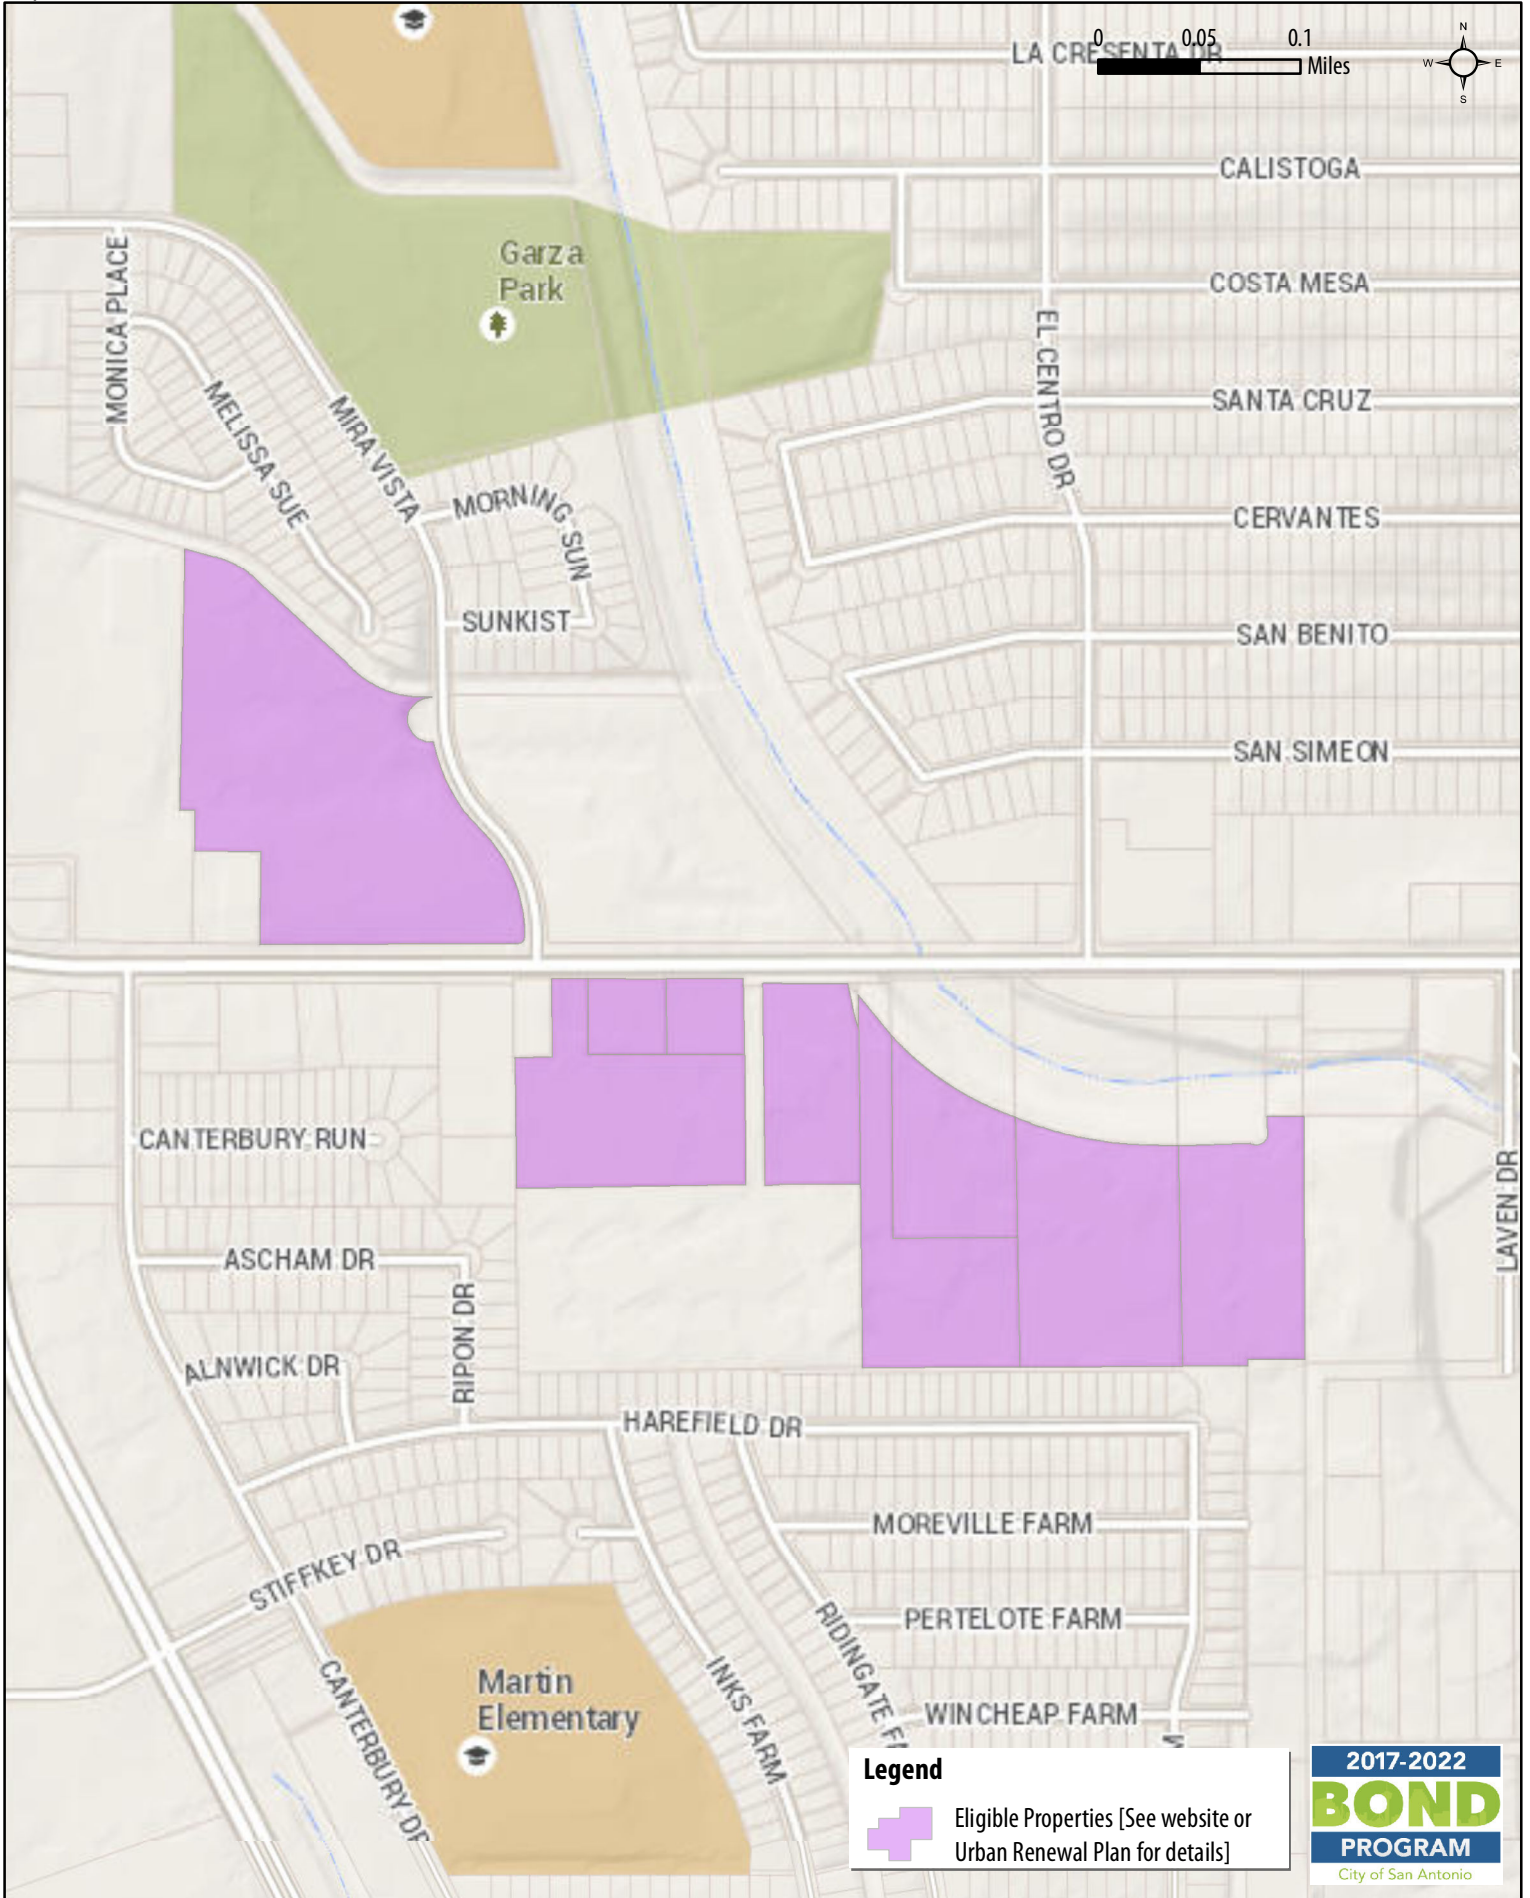 0 0.05 0.1
Miles
N
W E
S
LA CRESENTA DR
CALISTOGA
COSTA MESA
Garza
Park
MONICA PLACE
MELISSA SUE
MIRA VISTA
EL CENTRO DR
SANTA CRUZ
MORNING SUN
CERVANTES
SUNKIST
SAN BENITO
SAN SIMEON
CANTERBURY RUN
LAVEN DR
ASCHAM DR
RIPON DR
ALNWICK DR
HAREFIELD DR
MOREVILLE FARM
STIFFKEY DR
PERTELOTE FARM
RIDINGATE FA
INKS FARM
CANTERBURY DR
Martin
Elementary
WINCHEAP FARM
W
Legend
Eligible Properties [See website or
Urban Renewal Plan for details]
2017-2022
BOND
PROGRAM
City of San Antonio